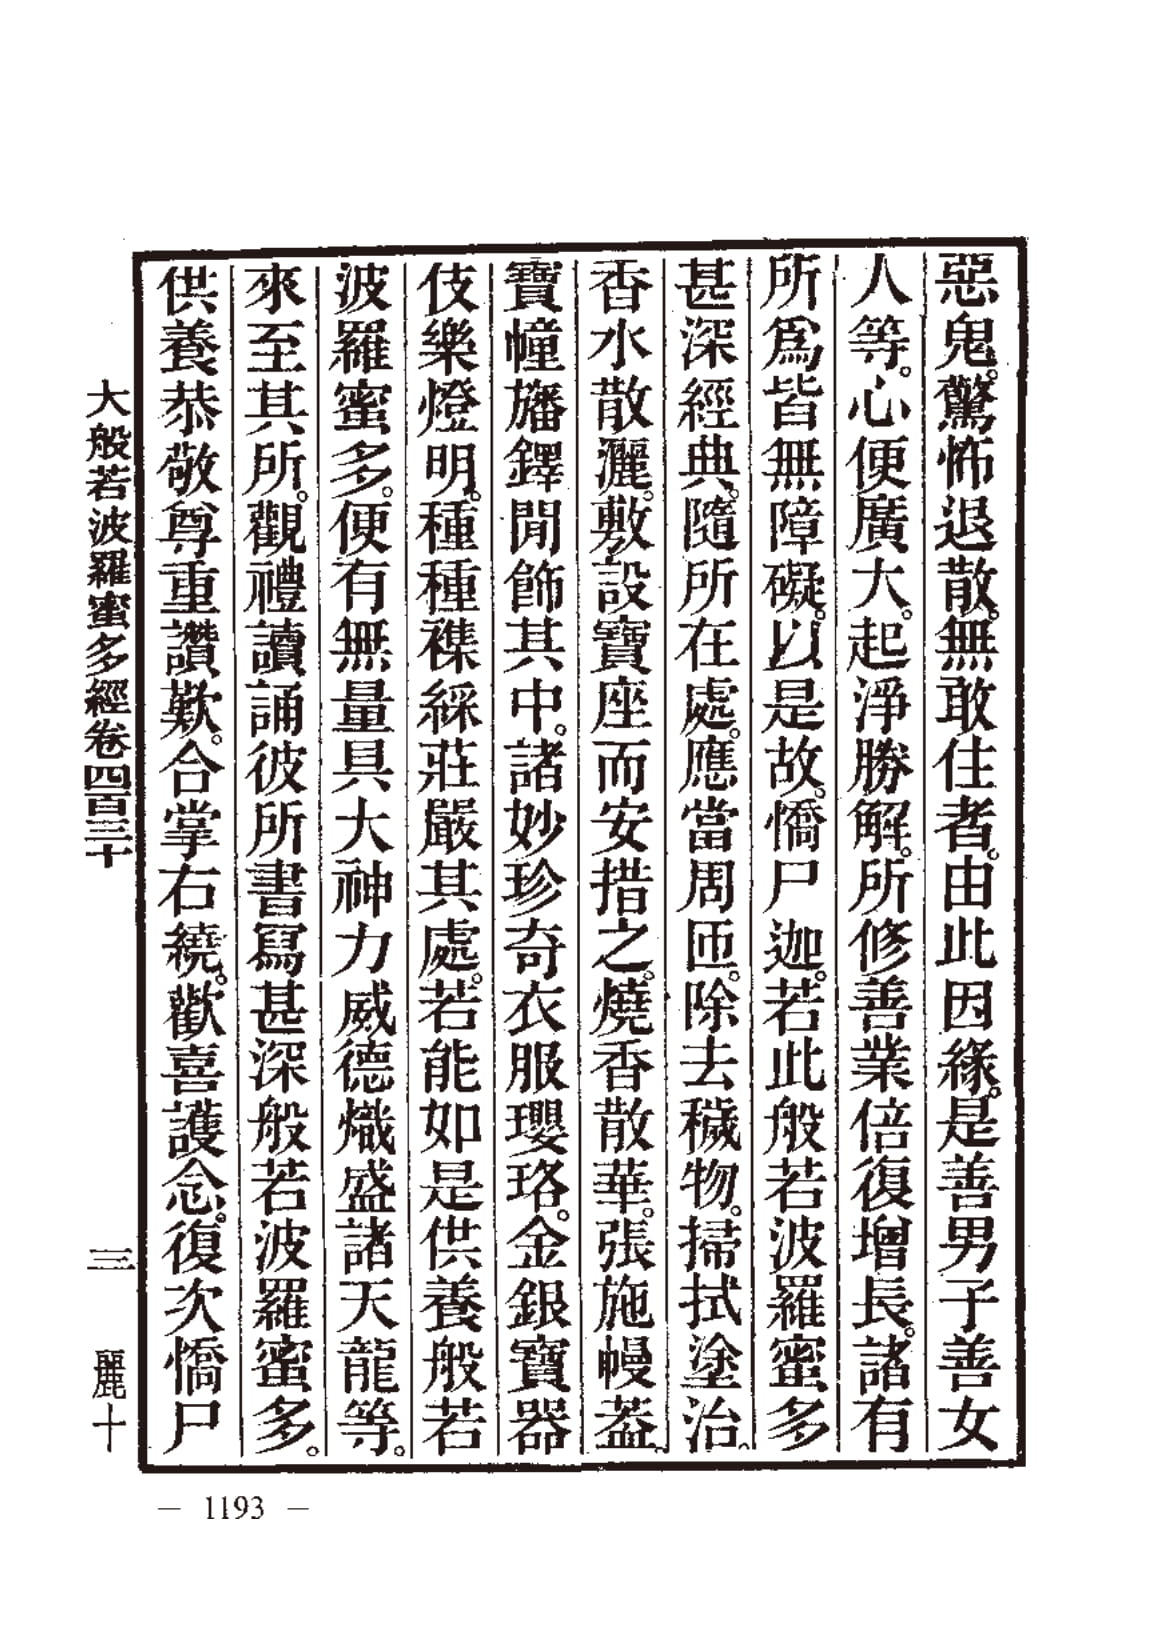 惡鬼。驚怖退散。無敢住者。由此因緣。是善男子善女
人等。心便廣大。起淨勝解。所修善業倍復增長。諸有
所爲皆無障礙。以是故。憍尸迦。若此般若波羅蜜多
甚深經典。隨所在處。應當周匝。除去穢物。掃拭塗治。
香水散灑。敷設寶座而安措之。燒香散華。張施幔葢。
寶幢旛鐸閒飾其中。諸妙珍奇衣服瓔珞。金銀寶器
伎樂燈明。種種襍綵莊嚴其處。若能如是供養般若
波羅蜜多。便有無量具大神力威德熾盛諸天龍等。
來至其所。觀禮讀誦彼所書寫甚深般若波羅蜜多。
供養恭敬尊重讚歎。合掌右繞。歡喜護念。復次憍尸
大般若波羅蜜多經卷四百三十 三 麗十
— 1193 —